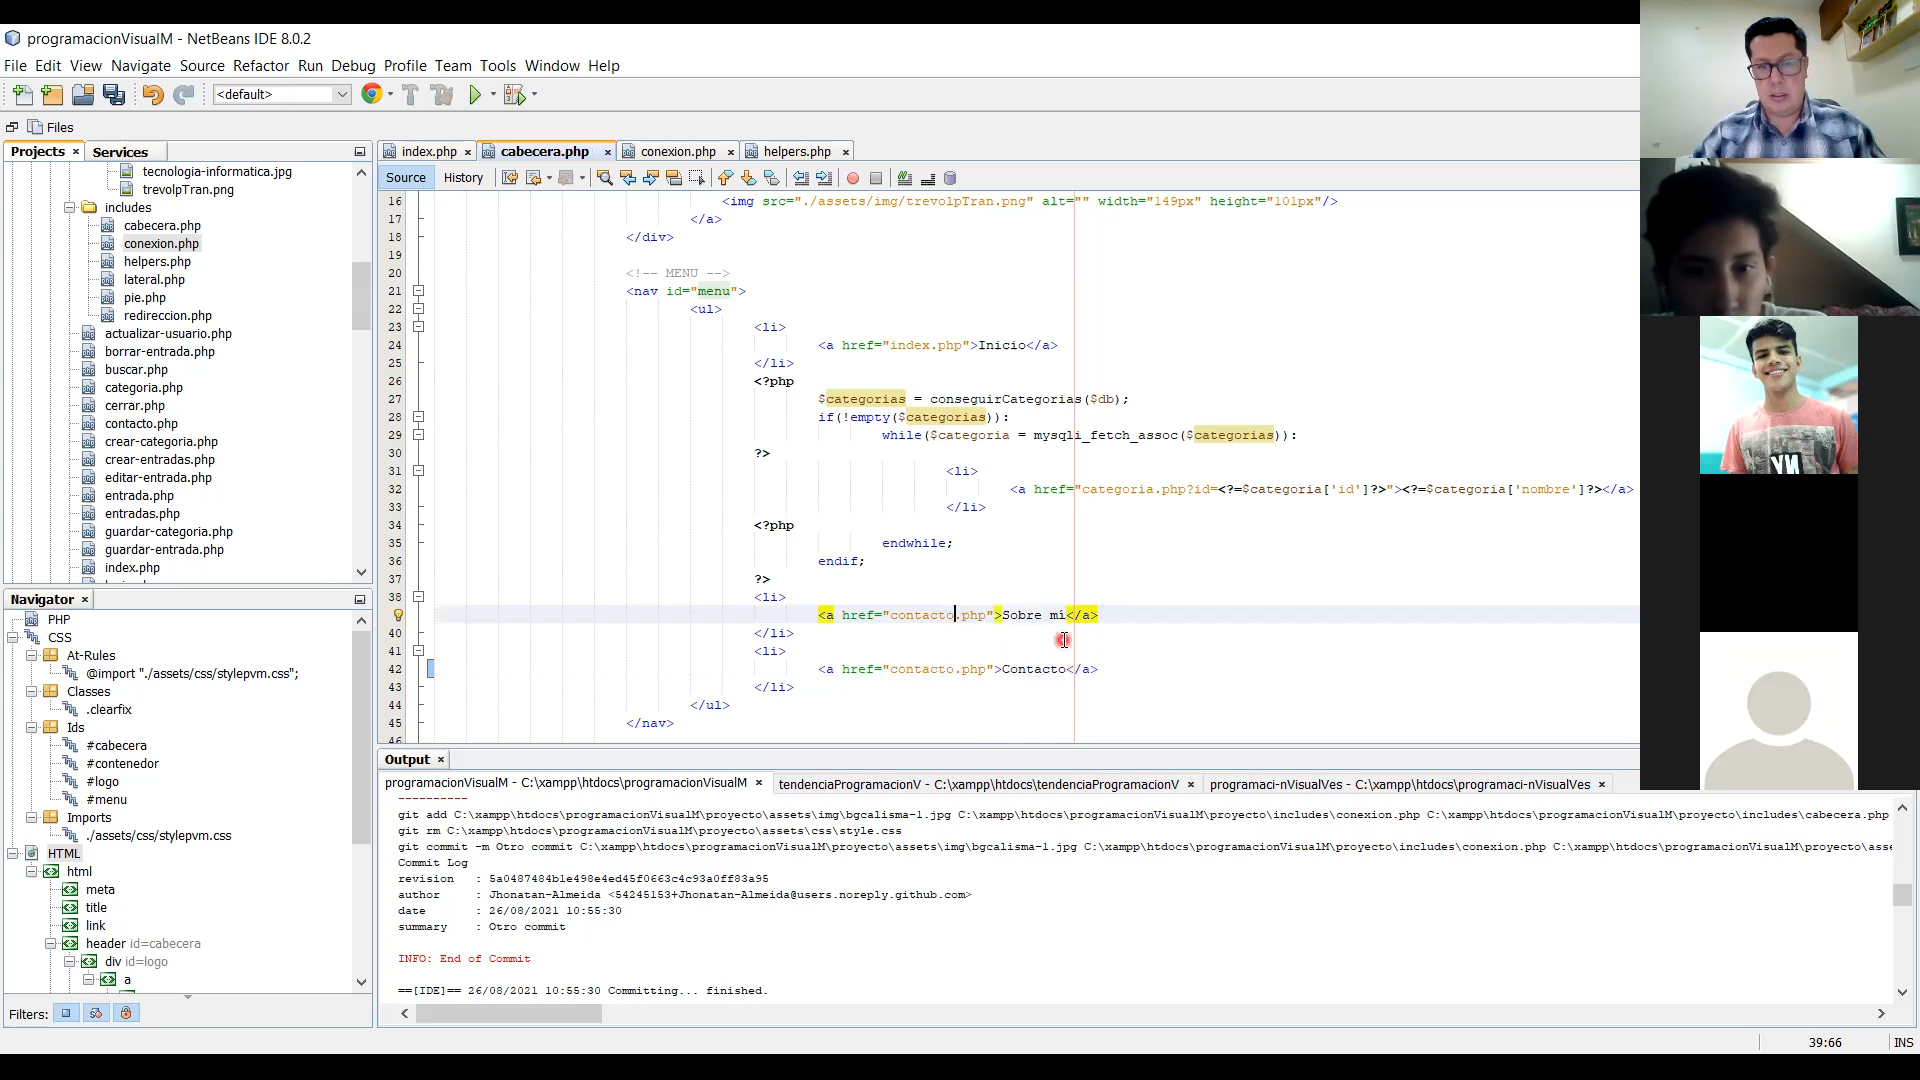 programacionVisualM - NetBeans IDE 8.0.2
File Edit View Navigate Source Refactor Run Debug Profile Team Tools Window Help
<default>
Files
Projects
Services
tecnologia-informatica.jpg
trevolpTran.png
includes
cabecera.php
conexion.php
helpers.php
lateral.php
pie.php
redireccion.php
actualizar-usuario.php
borrar-entrada.php
buscar.php
categoria.php
cerrar.php
contacto.php
crear-categoria.php
crear-entradas.php
editar-entrada.php
entrada.php
entradas.php
guardar-categoria.php
guardar-entrada.php
index.php
Navigator
PHP
CSS
At-Rules
@import "./assets/css/stylepvm.css";
Classes
.clearfix
Ids
#cabecera
#contenedor
#logo
#menu
Imports
./assets/css/stylepvm.css
HTML
html
meta
title
link
header id=cabecera
div id=logo
a
Filters:
index.php cabecera.php conexion.php helpers.php
Source History
16 <img src="./assets/img/trevolpTran.png" alt="" width="149px" height="101px"/>
17 </a>
18 </div>
19
20 <!-- MENU -->
21 <nav id="menu">
22 <ul>
23 <li>
24 <a href="index.php">Inicio</a>
25 </li>
26 <?php
27 $categorias = conseguirCategorias($db);
28 if(!empty($categorias)):
29 while($categoria = mysqli_fetch_assoc($categorias)):
30 ?>
31 <li>
32 <a href="categoria.php?id=<?=$categoria['id']?>"><?=$categoria['nombre']?></a>
33 </li>
34 <?php
35 endwhile;
36 endif;
37 ?>
38 <li>
<a href="contacto.php">Sobre mí</a>
40 </li>
41 <li>
42 <a href="contacto.php">Contacto</a>
43 </li>
44 </ul>
45 </nav>
46
Output
programacionVisualM - C:\xampp\htdocs\programacionVisualM
tendenciaProgramacionV - C:\xampp\htdocs\tendenciaProgramacionV
programaci-nVisualVes - C:\xampp\htdocs\programaci-nVisualVes
----------
git add C:\xampp\htdocs\programacionVisualM\proyecto\assets\img\bgcalisma-1.jpg C:\xampp\htdocs\programacionVisualM\proyecto\includes\conexion.php C:\xampp\htdocs\programacionVisualM\proyecto\includes\cabecera.php
git rm C:\xampp\htdocs\programacionVisualM\proyecto\assets\css\style.css
git commit -m Otro commit C:\xampp\htdocs\programacionVisualM\proyecto\assets\img\bgcalisma-1.jpg C:\xampp\htdocs\programacionVisualM\proyecto\includes\conexion.php C:\xampp\htdocs\programacionVisualM\proyecto\asse
Commit Log
revision : 5a0487484b1e498e4ed45f0663c4c93a0ff83a95
author : Jhonatan-Almeida <54245153+Jhonatan-Almeida@users.noreply.github.com>
date : 26/08/2021 10:55:30
summary : Otro commit
INFO: End of Commit
==[IDE]== 26/08/2021 10:55:30 Committing... finished.
39:66 INS